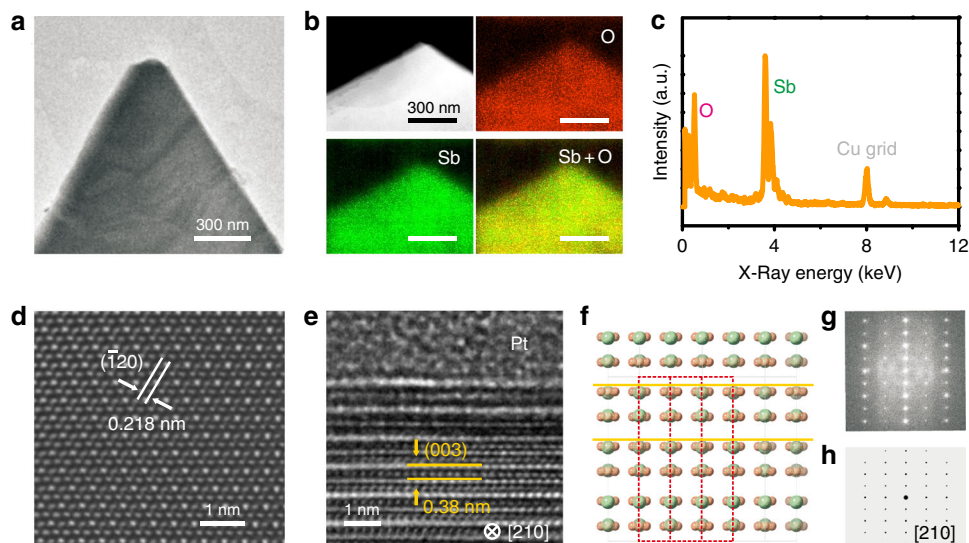 a
300 nm
b
O
300 nm
Sb
Sb + O
c
Intensity (a.u.)
O
Sb
Cu grid
0
4
8
12
X-Ray energy (keV)
d
(1̅20)
0.218 nm
1 nm
e
Pt
(003)
0.38 nm
1 nm
[210]
f
g
h
[210]